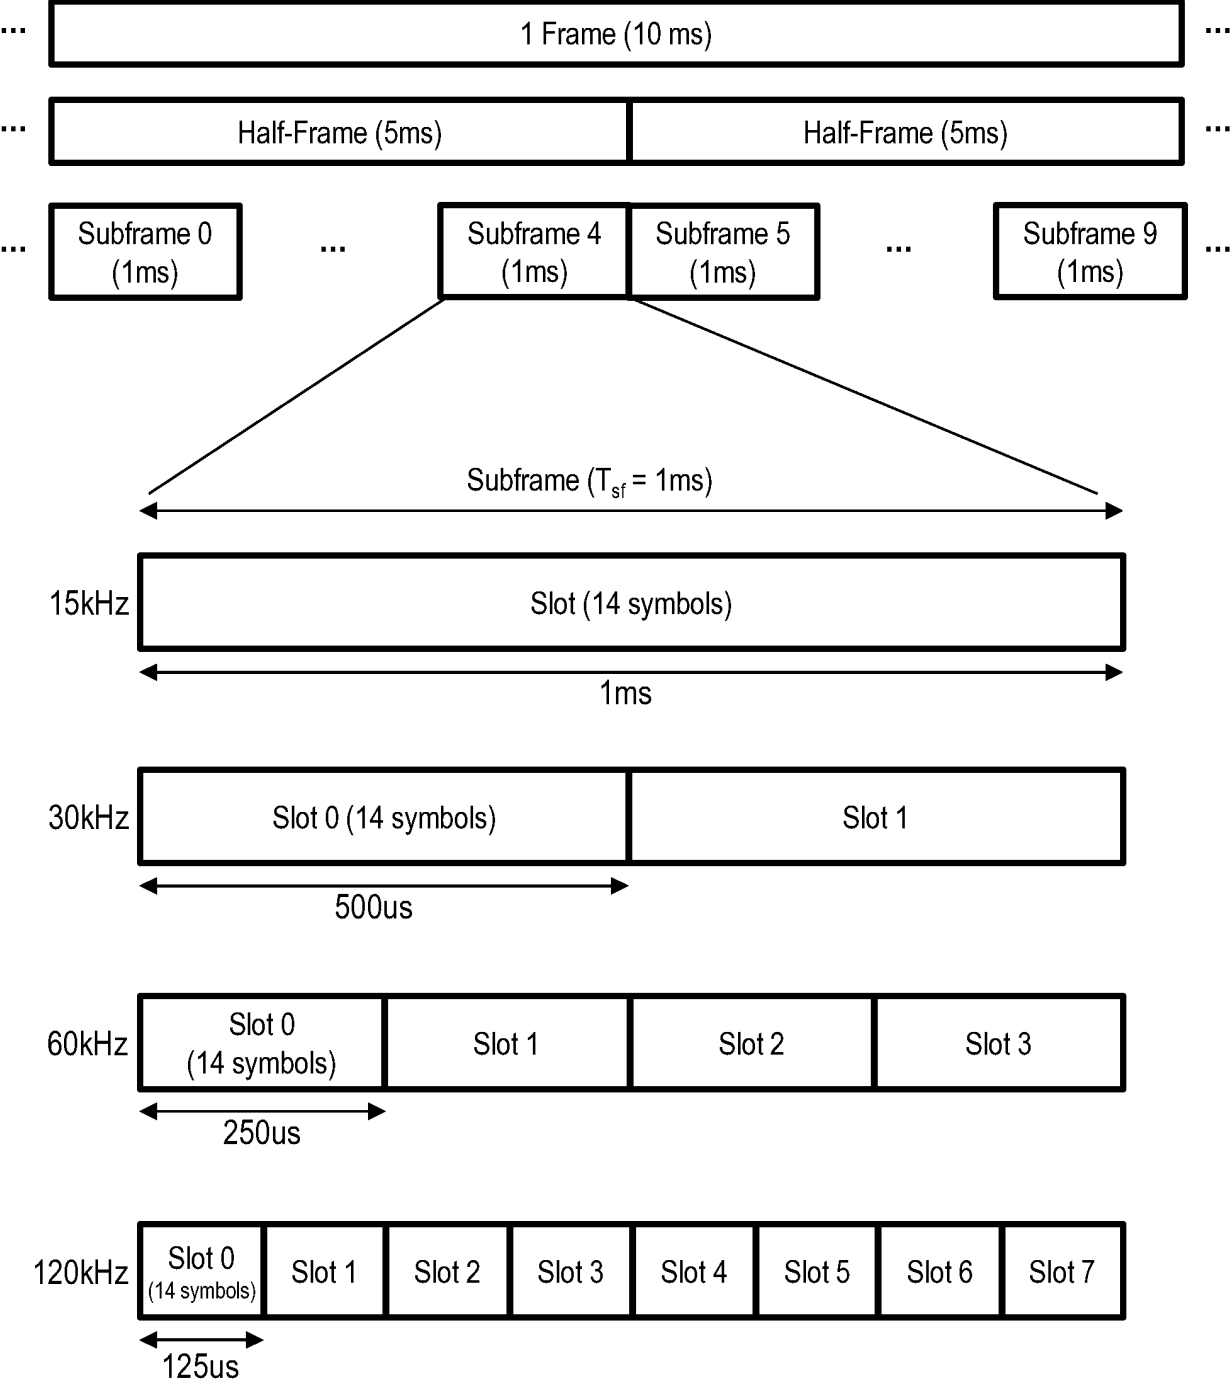 ... 1 Frame (10 ms) ...
... Half-Frame (5ms) Half-Frame (5ms) ...
... Subframe 0 (1ms) ... Subframe 4 (1ms) Subframe 5 (1ms) ... Subframe 9 (1ms) ...
Subframe (Tsf = 1ms)
15kHz Slot (14 symbols)
1ms
30kHz Slot 0 (14 symbols) Slot 1
500us
60kHz Slot 0 (14 symbols) Slot 1 Slot 2 Slot 3
250us
120kHz Slot 0 (14 symbols) Slot 1 Slot 2 Slot 3 Slot 4 Slot 5 Slot 6 Slot 7
125us